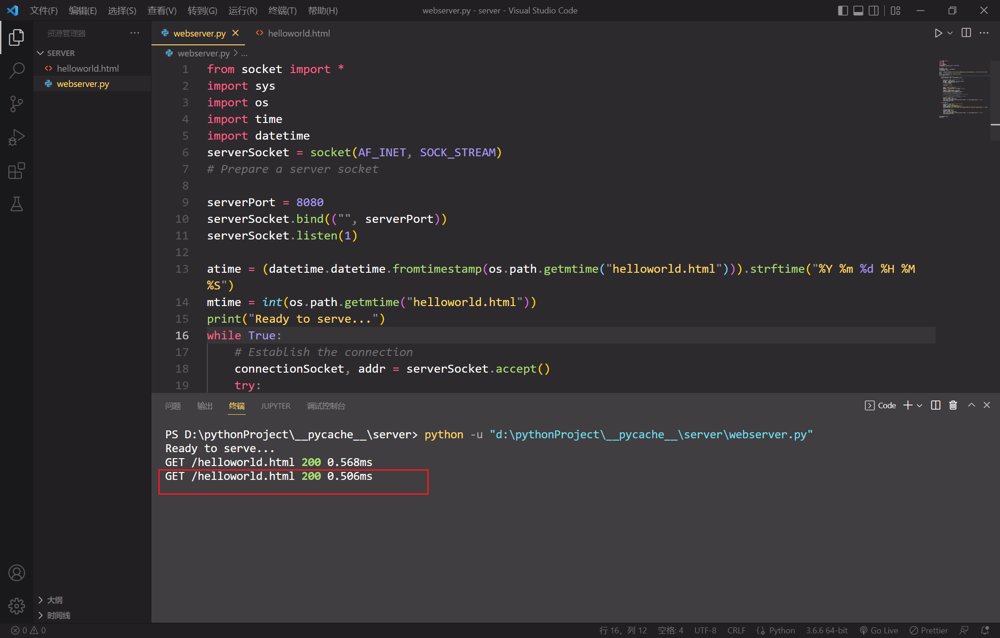 文件(F) 编辑(E) 选择(S) 查看(V) 转到(G) 运行(R) 终端(T) 帮助(H) webserver.py - server - Visual Studio Code
资源管理器 ···
SERVER
helloworld.html
webserver.py
大纲
时间线
webserver.py helloworld.html
webserver.py > ...
1 from socket import *
2 import sys
3 import os
4 import time
5 import datetime
6 serverSocket = socket(AF_INET, SOCK_STREAM)
7 # Prepare a server socket
8
9 serverPort = 8080
10 serverSocket.bind(("", serverPort))
11 serverSocket.listen(1)
12
13 atime = (datetime.datetime.fromtimestamp(os.path.getmtime("helloworld.html"))).strftime("%Y %m %d %H %M
%S")
14 mtime = int(os.path.getmtime("helloworld.html"))
15 print("Ready to serve...")
16 while True:
17 # Establish the connection
18 connectionSocket, addr = serverSocket.accept()
19 try:
问题 输出 终端 JUPYTER 调试控制台 Code
PS D:\pythonProject\__pycache__\server> python -u "d:\pythonProject\__pycache__\server\webserver.py"
Ready to serve...
GET /helloworld.html 200 0.568ms
GET /helloworld.html 200 0.506ms
0 0 行 16, 列 12 空格: 4 UTF-8 CRLF Python 3.6.6 64-bit Go Live Prettier